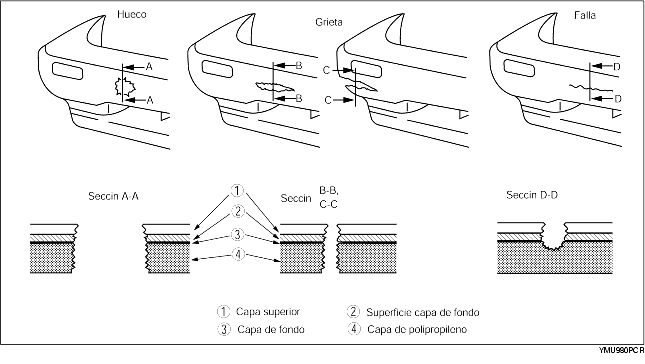 Hueco
Grieta
Falla
A
A
B
B
C
C
D
D
Seccin A-A
Seccin B-B, C-C
Seccin D-D
1
2
3
4
1 Capa superior
2 Superficie capa de fondo
3 Capa de fondo
4 Capa de polipropileno
YMU980PCR